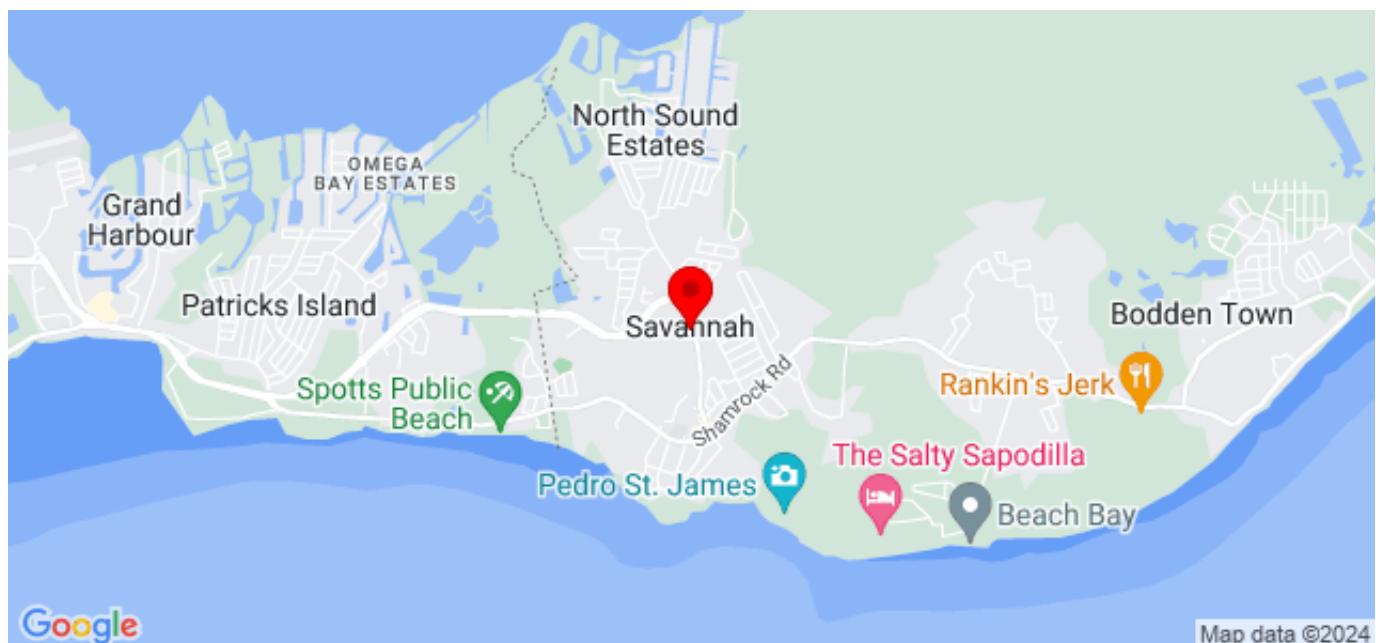 North Sound
Estates
OMEGA
BAY ESTATES
Grand
Harbour
Patricks Island
Savannah
Bodden Town
Spotts Public
Beach
Shamrock Rd
Rankin's Jerk
The Salty Sapodilla
Pedro St. James
Beach Bay
Google
Map data ©2024